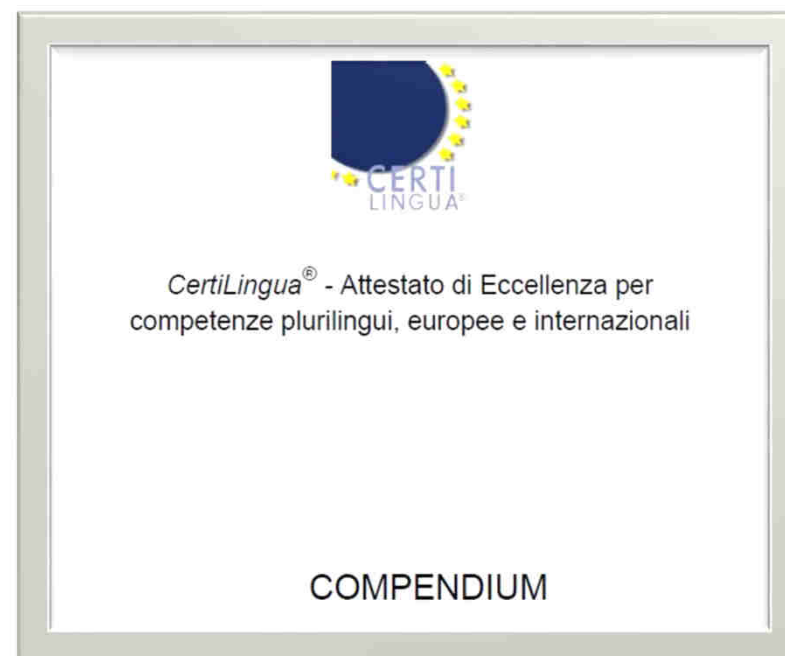 CERTI
LINGUA®
CertiLingua® - Attestato di Eccellenza per
competenze plurilingui, europee e internazionali
COMPENDIUM